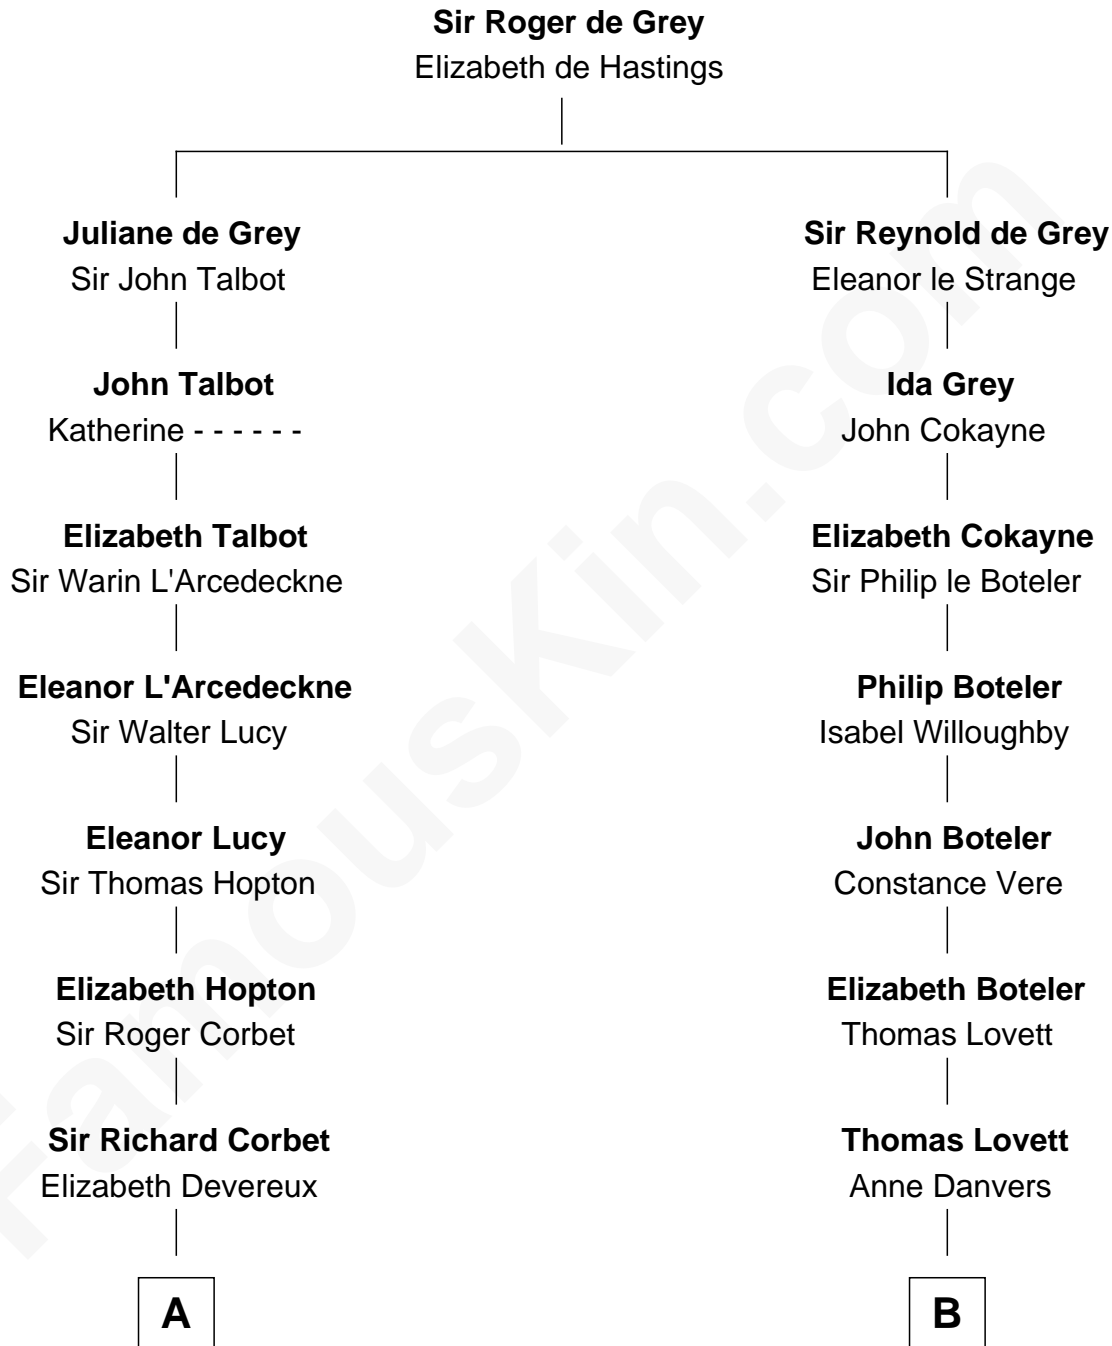 Sir Roger de Grey
Elizabeth de Hastings
Juliane de Grey
Sir John Talbot
John Talbot
Katherine - - - - - -
Elizabeth Talbot
Sir Warin L'Arcedeckne
Eleanor L'Arcedeckne
Sir Walter Lucy
Eleanor Lucy
Sir Thomas Hopton
Elizabeth Hopton
Sir Roger Corbet
Sir Richard Corbet
Elizabeth Devereux
A
Sir Reynold de Grey
Eleanor le Strange
Ida Grey
John Cokayne
Elizabeth Cokayne
Sir Philip le Boteler
Philip Boteler
Isabel Willoughby
John Boteler
Constance Vere
Elizabeth Boteler
Thomas Lovett
Thomas Lovett
Anne Danvers
B
FamousKin.com